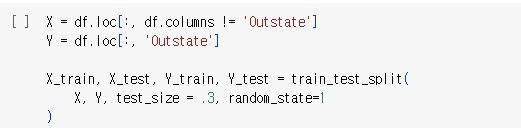 [ ] X = df.loc[:, df.columns != 'Outstate']
Y = df.loc[:, 'Outstate']
X_train, X_test, Y_train, Y_test = train_test_split(
X, Y, test_size = .3, random_state=1
)